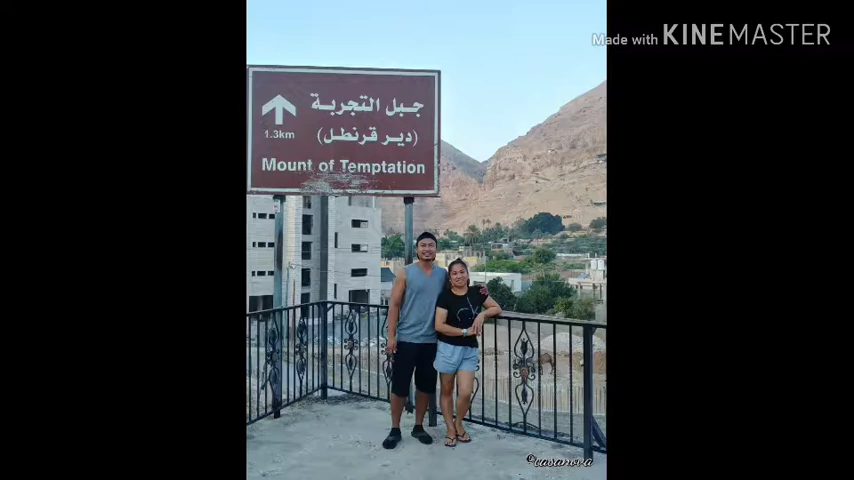 Made with KINEMASTER
جبل التجربة
(دير قرنطل)
1.3km
Mount of Temptation
@casanova